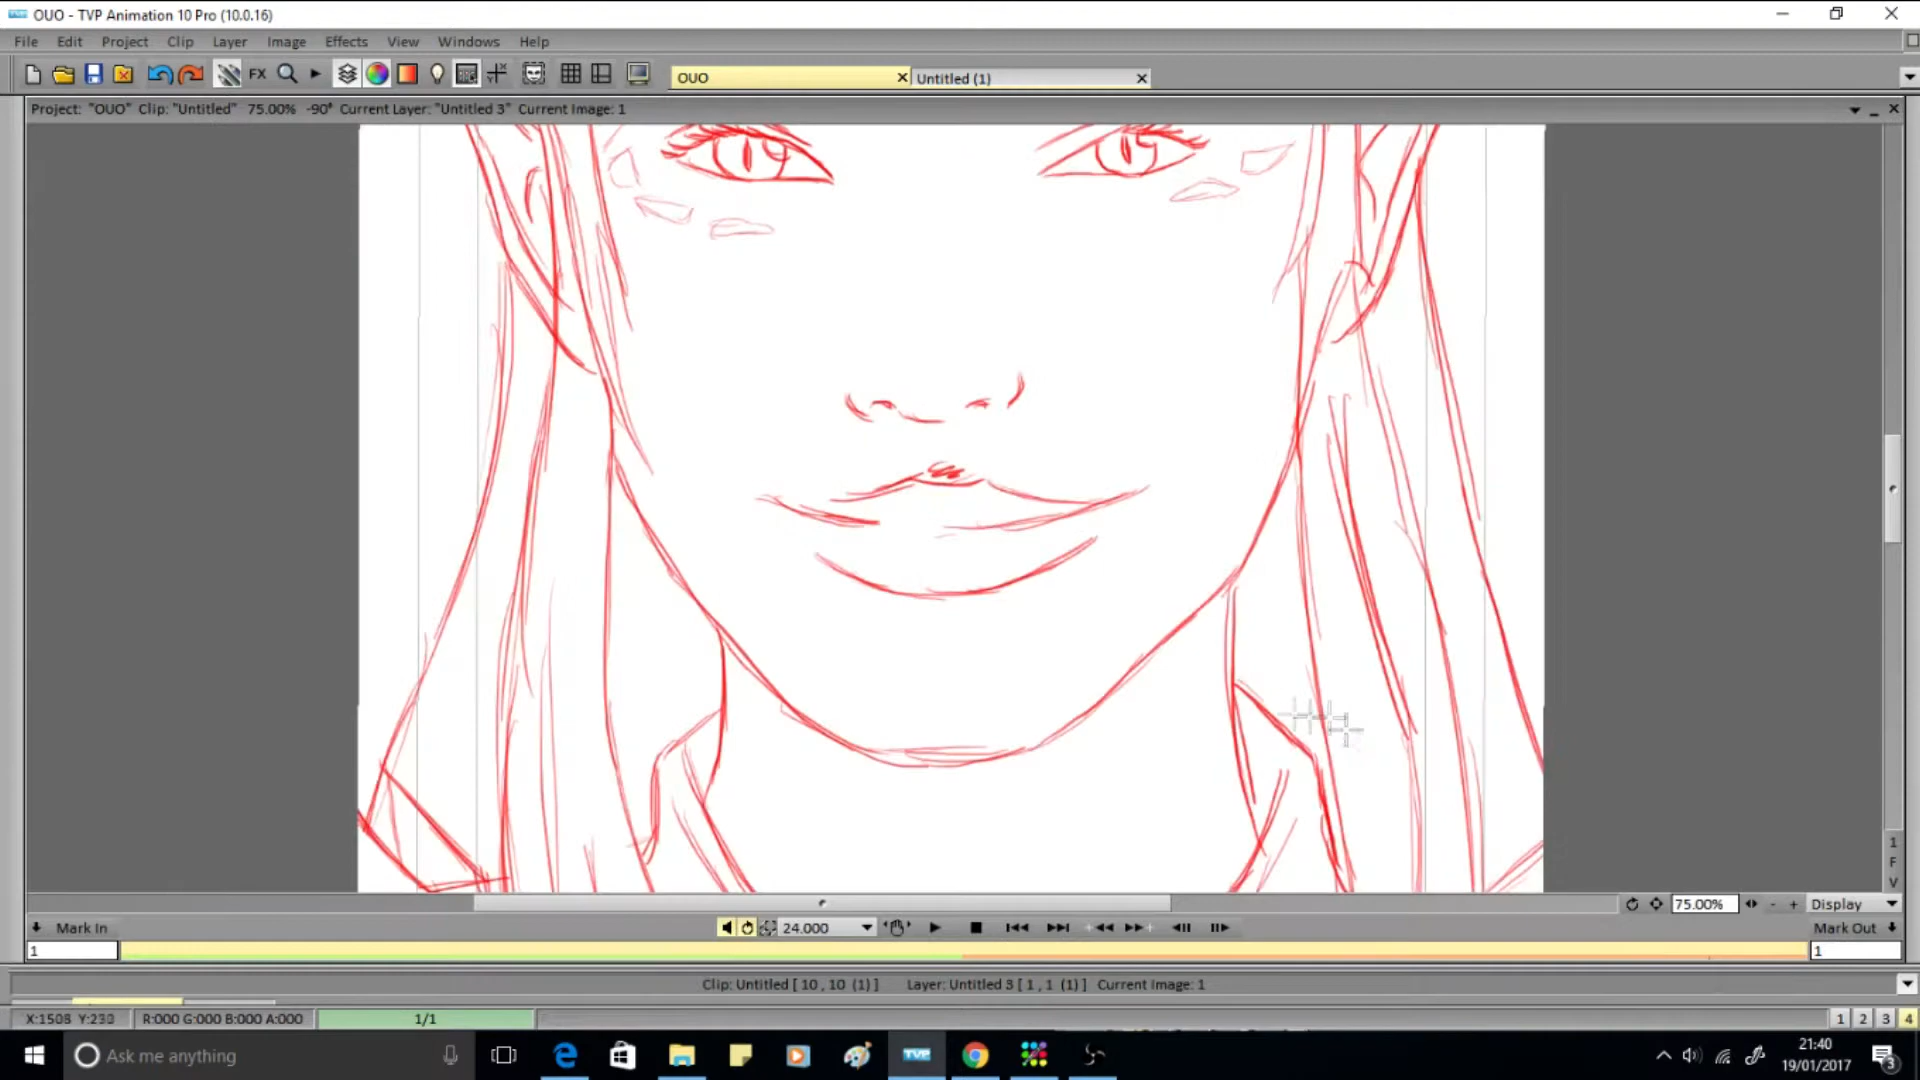 OUO - TVP Animation 10 Pro (10.0.16)
File Edit Project Clip Layer Image Effects View Windows Help
FX OUO Untitled (1)
Project: "OUO" Clip: "Untitled" 75.00% -90° Current Layer: "Untitled 3" Current Image: 1
1
F
V
75.00% - + Display
Mark In 24.000 Mark Out
1 1
Clip: Untitled [ 10 , 10 (1) ] Layer: Untitled 3 [ 1 , 1 (1) ] Current Image: 1
X:1508 Y:230 R:000 G:000 B:000 A:000 1/1 1 2 3 4
Ask me anything TVP 21:40
19/01/2017 3